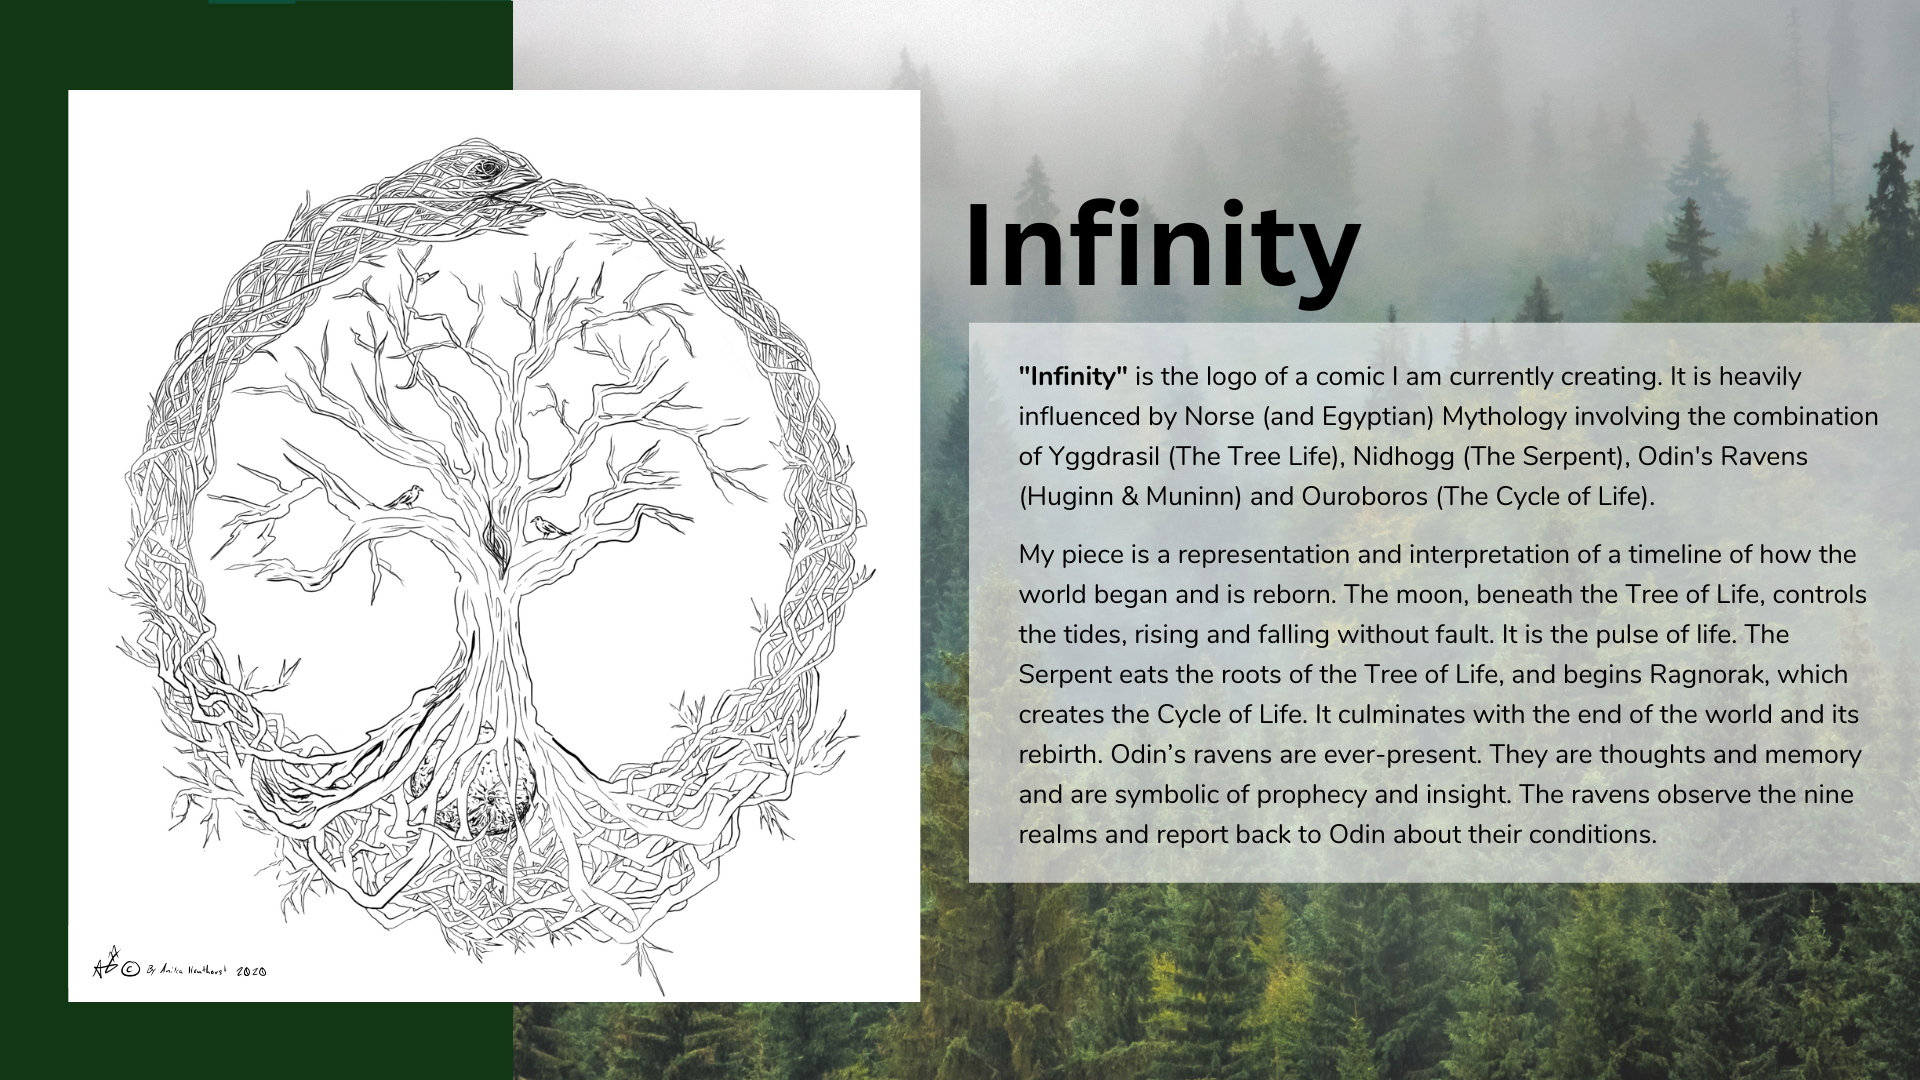 Infinity
"Infinity" is the logo of a comic I am currently creating. It is heavily
influenced by Norse (and Egyptian) Mythology involving the combination
of Yggdrasil (The Tree Life), Nidhogg (The Serpent), Odin's Ravens
(Huginn & Muninn) and Ouroboros (The Cycle of Life).
My piece is a representation and interpretation of a timeline of how the
world began and is reborn. The moon, beneath the Tree of Life, controls
the tides, rising and falling without fault. It is the pulse of life. The
Serpent eats the roots of the Tree of Life, and begins Ragnorak, which
creates the Cycle of Life. It culminates with the end of the world and its
rebirth. Odin’s ravens are ever-present. They are thoughts and memory
and are symbolic of prophecy and insight. The ravens observe the nine
realms and report back to Odin about their conditions.
© By Anika 2020